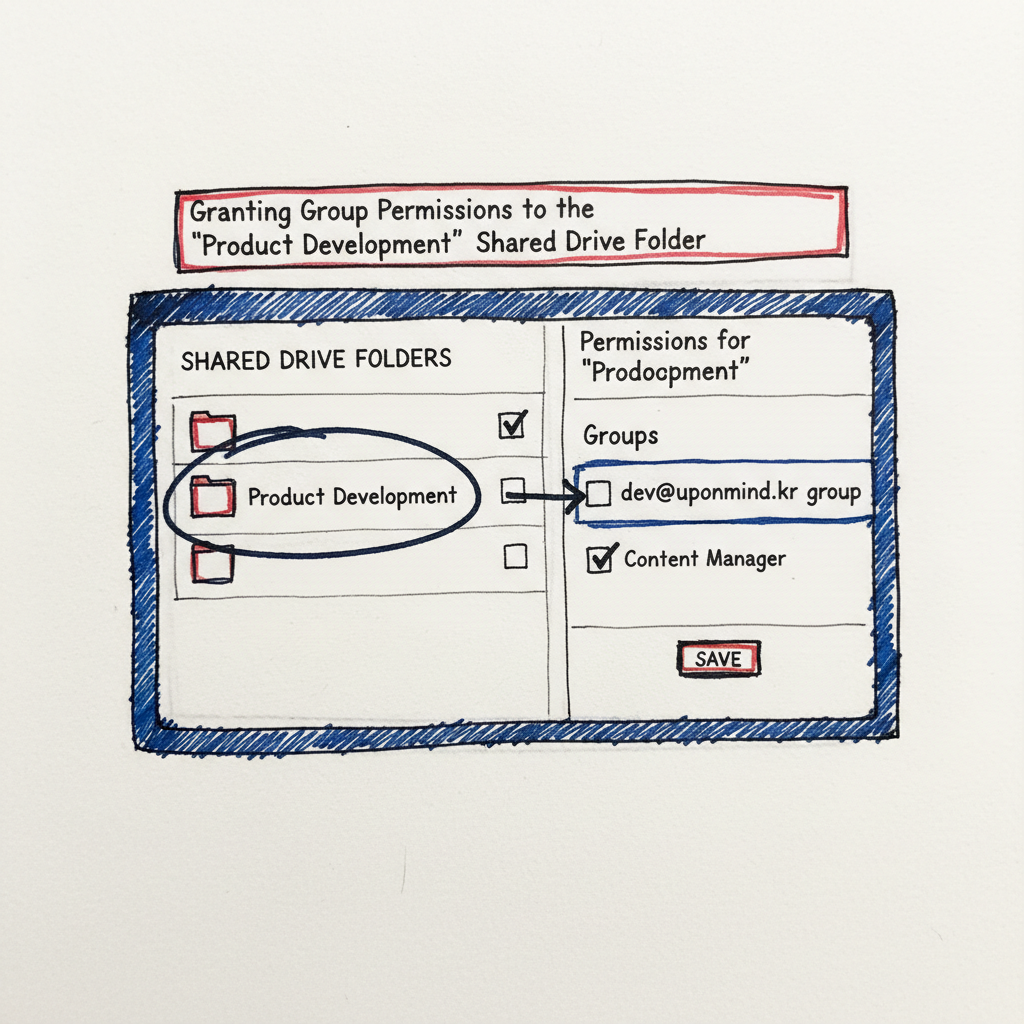 Granting Group Permissions to the
"Product Development" Shared Drive Folder
SHARED DRIVE FOLDERS
Product Development
Permissions for
"Prodocpment"
Groups
dev@uponmind.kr group
Content Manager
SAVE